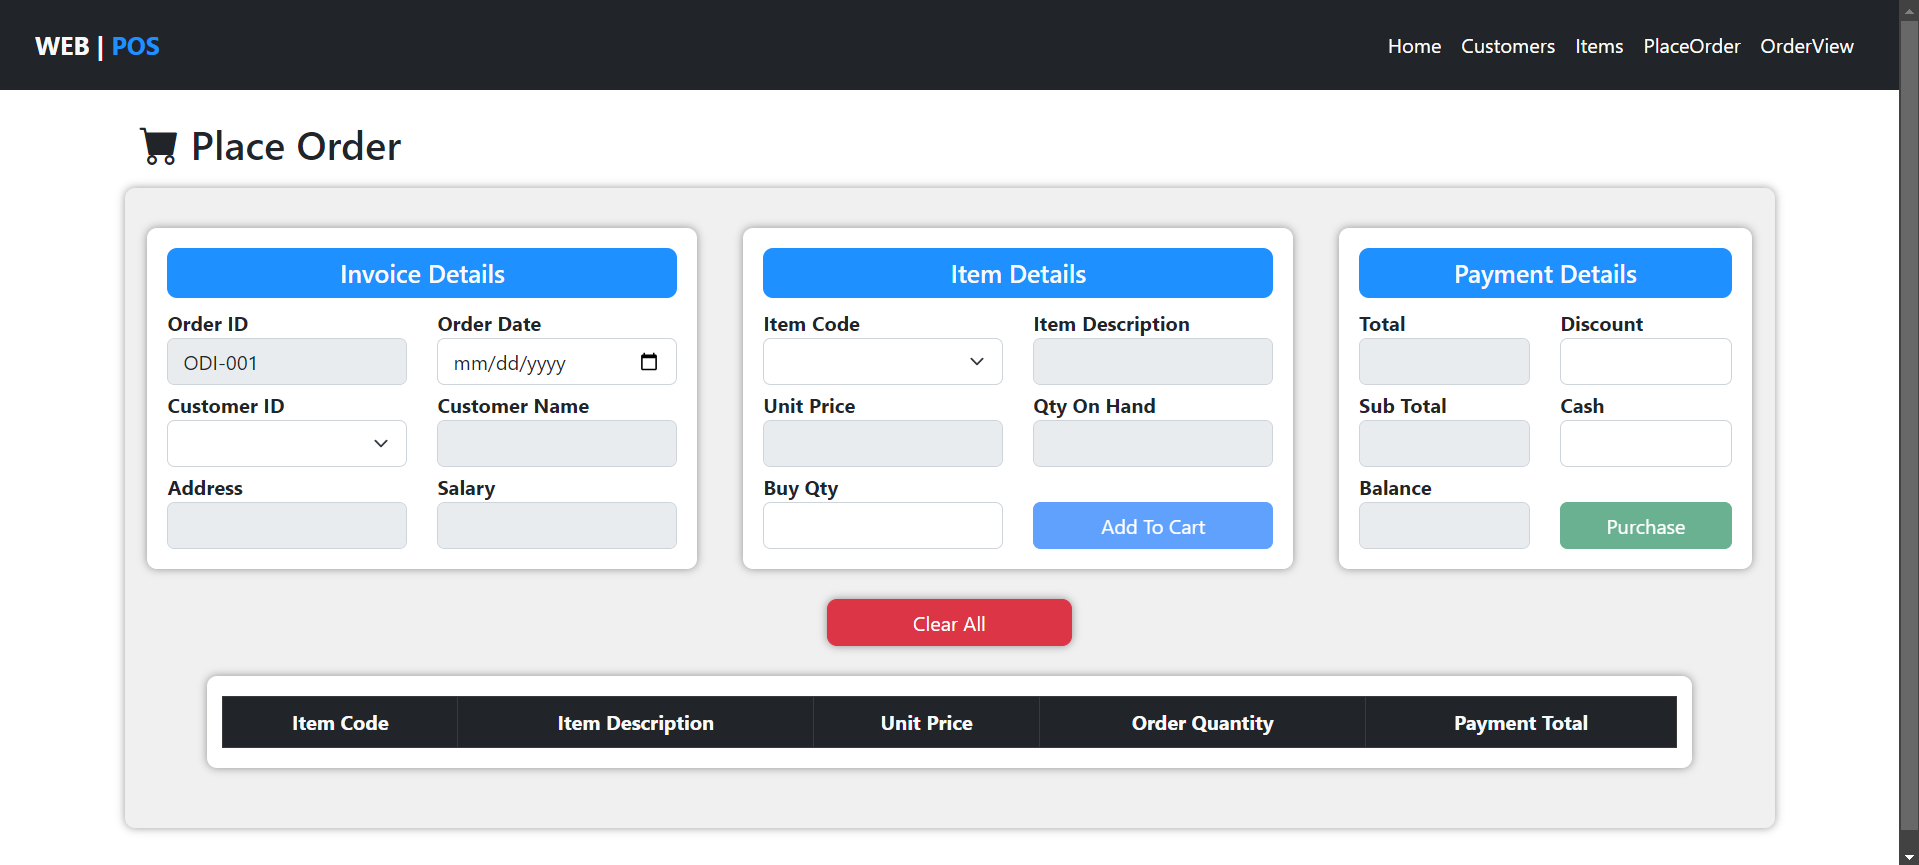 WEB | POS
Home Customers Items PlaceOrder OrderView
Place Order
Invoice Details
Order ID Order Date
ODI-001 mm/dd/yyyy
Customer ID Customer Name
Address Salary
Item Details
Item Code Item Description
Unit Price Qty On Hand
Buy Qty
Add To Cart
Payment Details
Total Discount
Sub Total Cash
Balance
Purchase
Clear All
Item Code Item Description Unit Price Order Quantity Payment Total